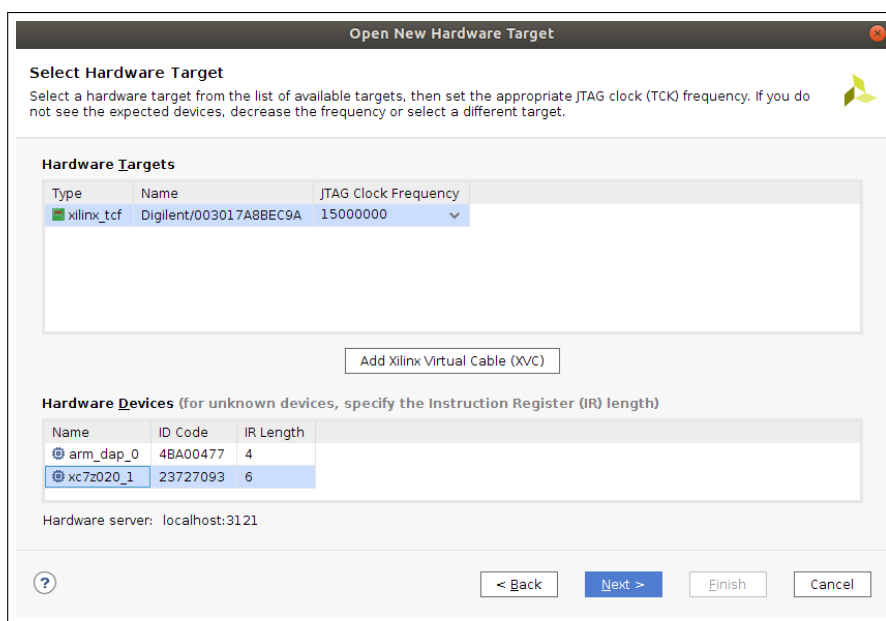 Open New Hardware Target
Select Hardware Target
Select a hardware target from the list of available targets, then set the appropriate JTAG clock (TCK) frequency. If you do
not see the expected devices, decrease the frequency or select a different target.
Hardware Targets
Type Name JTAG Clock Frequency
xilinx_tcf Digilent/003017A8BEC9A 15000000
Add Xilinx Virtual Cable (XVC)
Hardware Devices (for unknown devices, specify the Instruction Register (IR) length)
Name ID Code IR Length
arm_dap_0 4BA00477 4
xc7z020_1 23727093 6
Hardware server: localhost:3121
? < Back Next > Finish Cancel